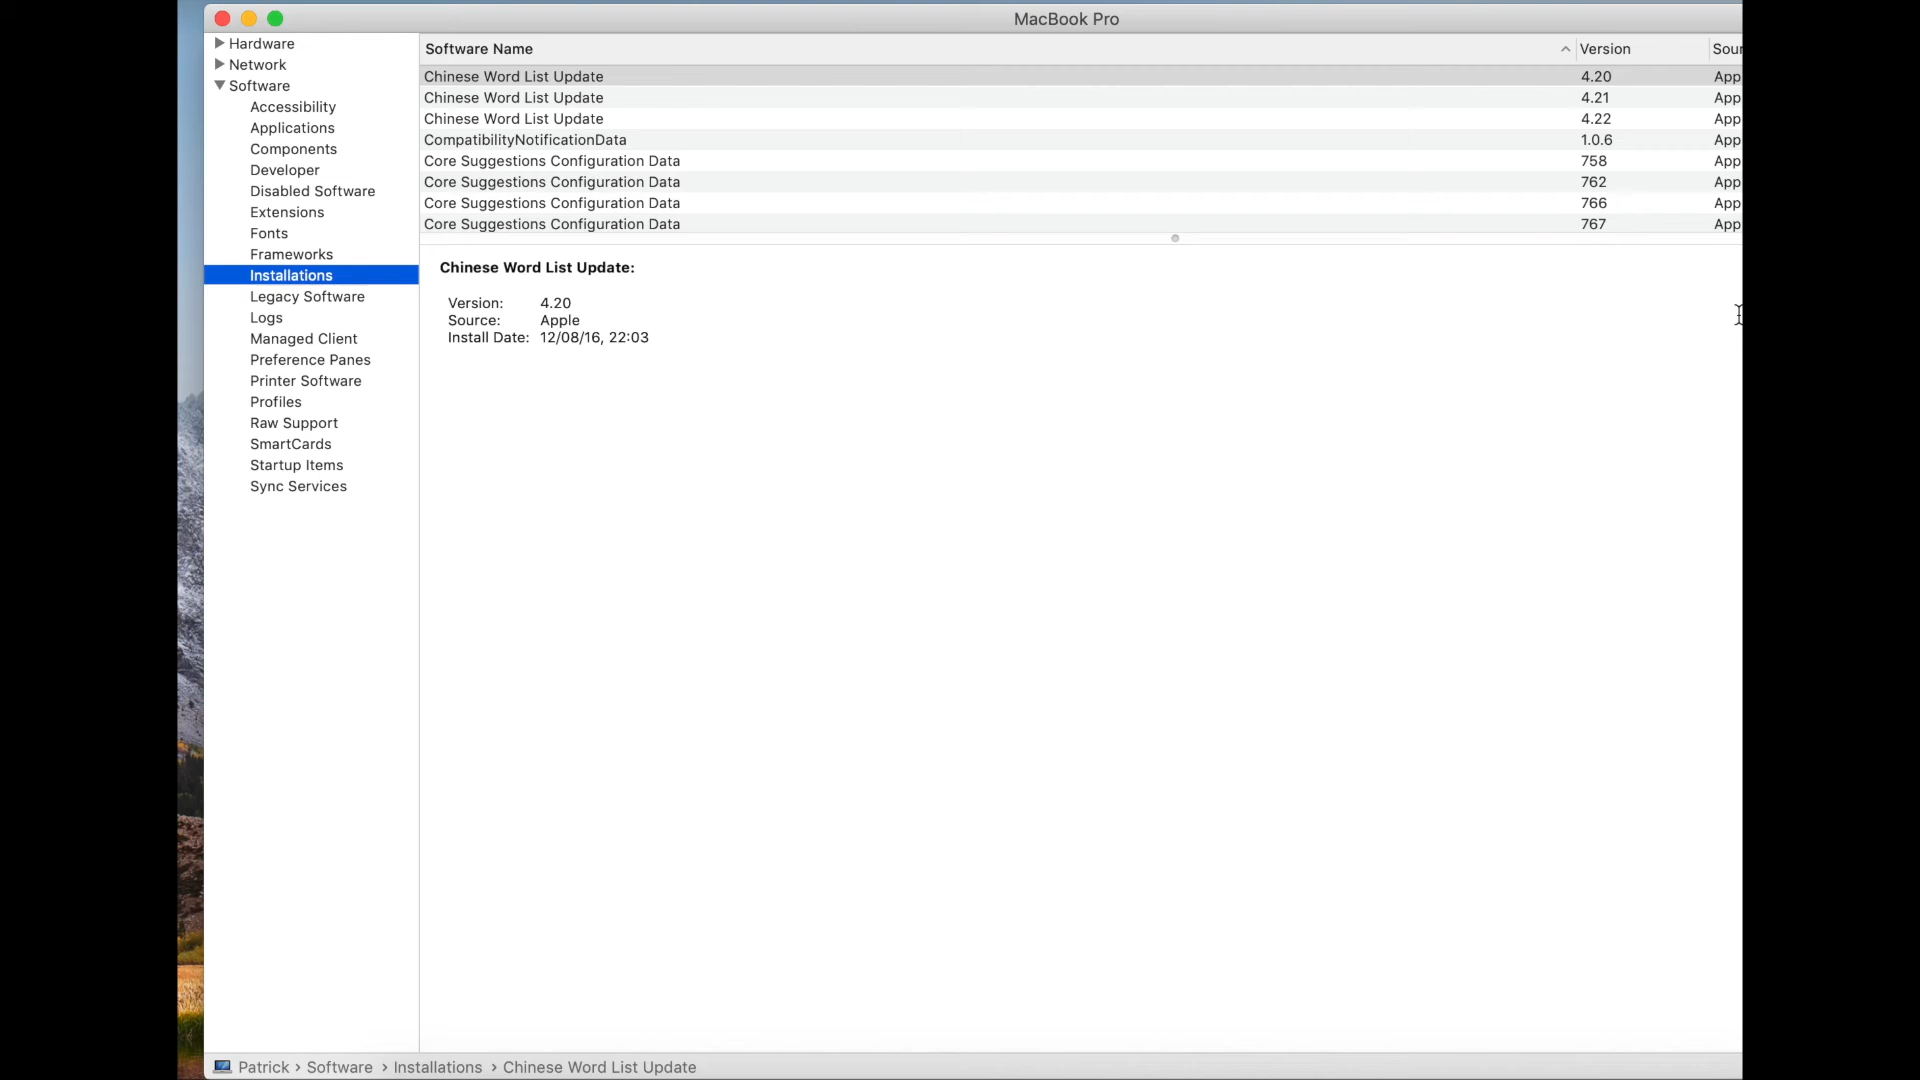 MacBook Pro
Hardware
Network
Software
Accessibility
Applications
Components
Developer
Disabled Software
Extensions
Fonts
Frameworks
Installations
Legacy Software
Logs
Managed Client
Preference Panes
Printer Software
Profiles
Raw Support
SmartCards
Startup Items
Sync Services
Software Name Version Sour
Chinese Word List Update 4.20 App
Chinese Word List Update 4.21 App
Chinese Word List Update 4.22 App
CompatibilityNotificationData 1.0.6 App
Core Suggestions Configuration Data 758 App
Core Suggestions Configuration Data 762 App
Core Suggestions Configuration Data 766 App
Core Suggestions Configuration Data 767 App
Chinese Word List Update:
Version: 4.20
Source: Apple
Install Date: 12/08/16, 22:03
Patrick › Software › Installations › Chinese Word List Update